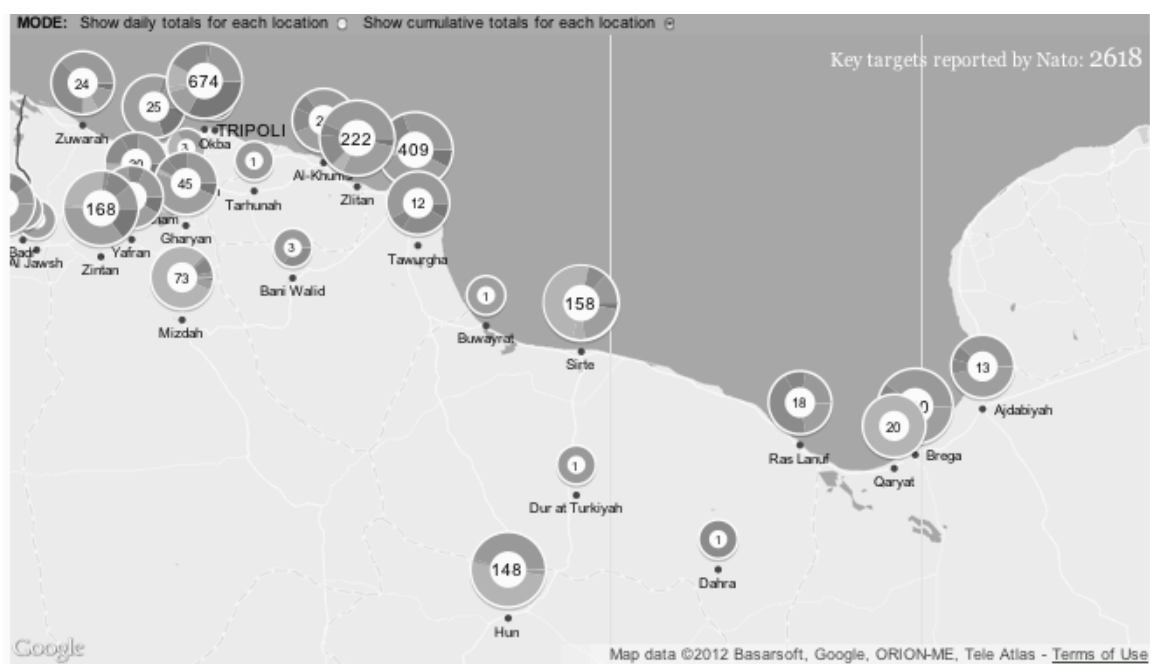 MODE: Show daily totals for each location Show cumulative totals for each location
Key targets reported by Nato: 2618
24
Zuwarah
25
674
TRIPOLI
Okba
3
222
409
Al-Khums
Zlitan
1
Tarhunah
45
Gharyan
168
Zintan
Yafran
Al Jawsh
12
Tawurgha
3
Bani Walid
73
Mizdah
1
Buwayrat
158
Sirte
13
Ajdabiyah
18
Ras Lanuf
20
Qaryat
Brega
1
Dur at Turkiyah
1
Dahra
148
Hun
Google
Map data ©2012 Basarsoft, Google, ORION-ME, Tele Atlas - Terms of Use